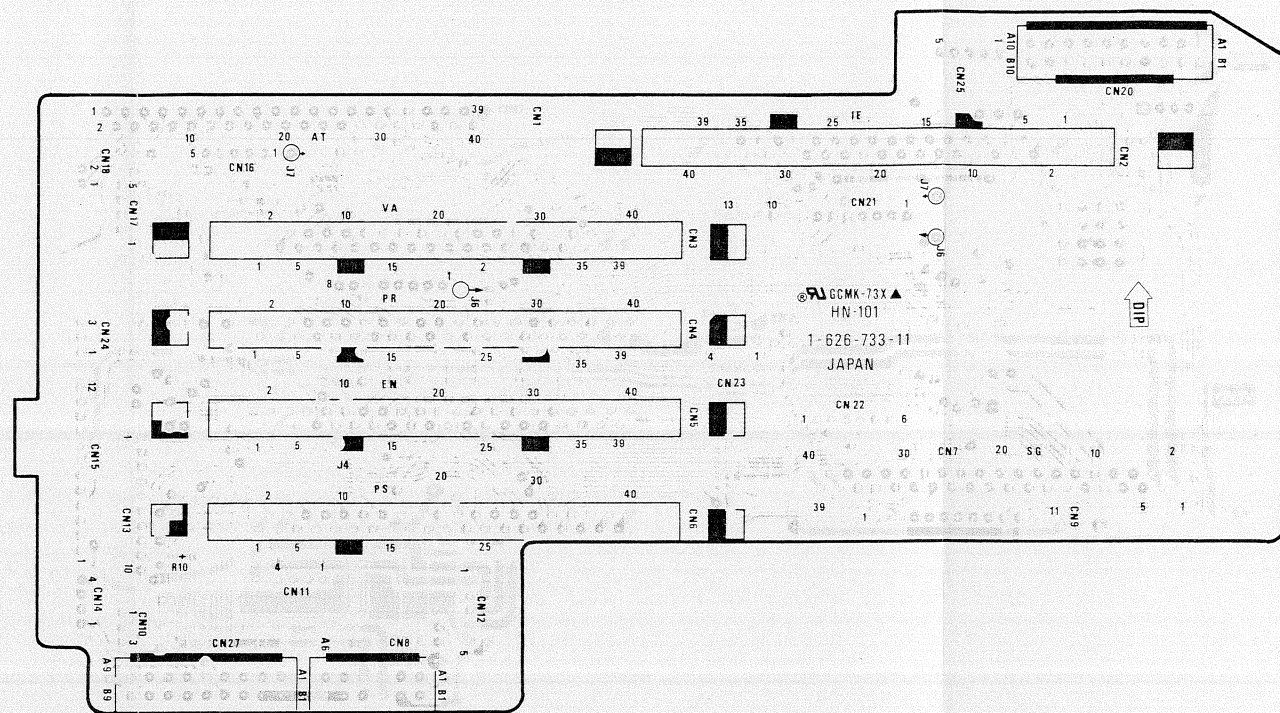 5 1 A10 B10 A1 B1
CN25 CN20
1 39 CN1
2 40
10 20 AT 30
5 CN16 1 J7
39 35 25 IE 15 5 1
40 30 20 10 2
CN2
CN18 2 1
5 CN17 1
13 10 CN21 1 J7
J6
2 10 VA 20 30 40
CN3
1 5 15 2 35 39
8 1 J6
2 10 PR 20 30 40
CN4
1 5 15 25 35 39
4 1
CN23
3 CN24 1
12
1
CN15
10 EN
2 20 30 40
CN5
1 5 15 25 35 39
J4
PS
2 10 20 30 40
CN6
1 5 15 25
CN13
R10
10 4 1
CN11
1
4 CN14 1
1 CN10 3
1 CN12 5
CN27 A6 CN8
A9 B9 A1 B1 A1 B1
® GCMK-73X ▲
HN-101
1-626-733-11
JAPAN
DIP
1 CN22 6
40 30 CN7 20 SG 10 2
39 1 11 CN9 5 1